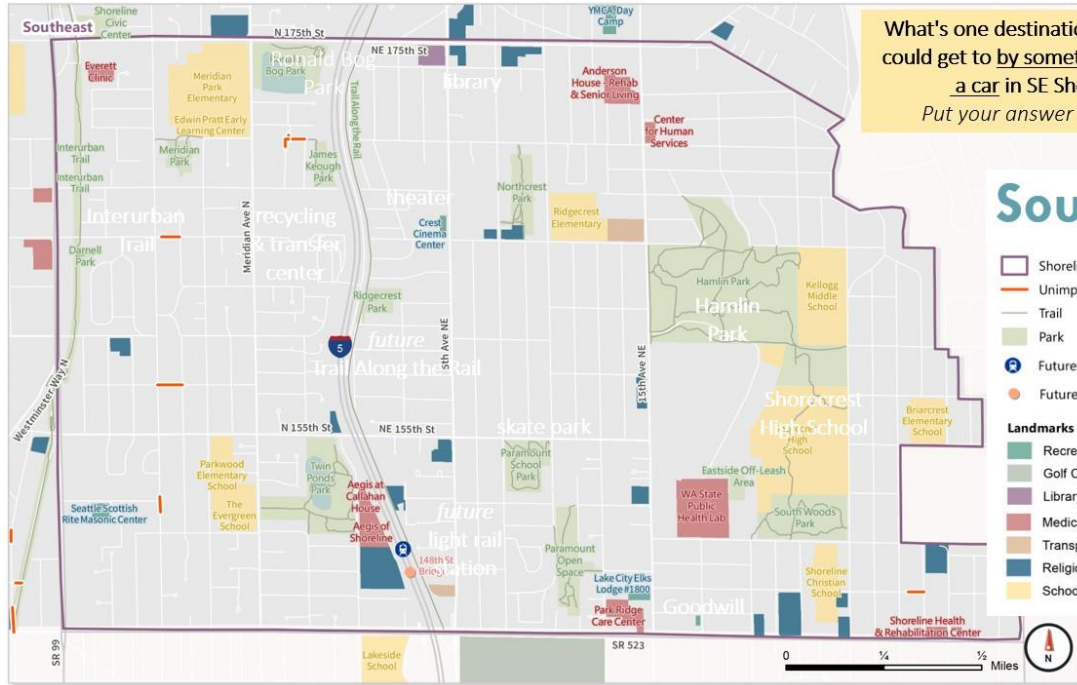 Southeast
Shoreline
Civic
Center
N 175th St
NE 175th St
YMCA Day
Camp
What's one destinatio
could get to by somet
a car in SE Sh
Put your answer
Everett
Clinic
Meridian
Park
Elementary
Edwin Pratt Early
Learning Center
Ronald Bog
Park
Bog Park
library
Trail Along the Rail
Anderson
House - Rehab
& Senior Living
Center
for Human
Services
Interurban
Trail
Interurban
Trail
Meridian
Park
James
Keough
Park
Northcrest
Park
Ridgecrest
Elementary
theater
Crest
Cinema
Center
Interurban
Trail
Meridian Ave N
recycling
& transfer
center
Darnell
Park
Ridgecrest
Park
Hamlin Park
Hamlin
Park
Kellogg
Middle
School
Sou
Shoreli
Unimp
Trail
Park
Future
Future
Landmarks
Recre
Golf C
Librar
Medic
Transp
Religio
Schoo
5
future
Trail Along the Rail
5th Ave NE
15th Ave NE
Westminster Way N
N 155th St
NE 155th St
skate park
Shorecrest
High School
High
School
Briarcrest
Elementary
School
Parkwood
Elementary
School
The
Evergreen
School
Twin
Ponds
Park
Aegis at
Callahan
House
Aegis of
Shoreline
Paramount
School
Park
Eastside Off-Leash
Area
WA State
Public
Health Lab
South Woods
Park
Seattle Scottish
Rite Masonic Center
future
light rail
station
148th St
Bridge
Paramount
Open
Space
Lake City Elks
Lodge #1800
Park Ridge
Care Center
Goodwill
Shoreline
Christian
School
Shoreline Health
& Rehabilitation Center
SR 99
Lakeside
School
SR 523
0 ¼ ½
Miles
N